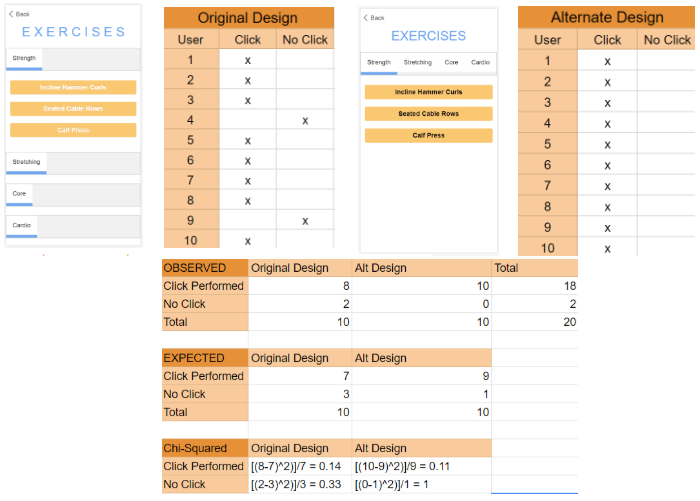 < Back
EXERCISES
Strength
Incline Hammer Curls
Seated Cable Rows
Calf Press
Stretching
Core
Cardio
Original Design
User Click No Click
1 x
2 x
3 x
4 x
5 x
6 x
7 x
8 x
9 x
10 x
< Back
EXERCISES
Strength Stretching Core Cardio
Incline Hammer Curls
Seated Cable Rows
Calf Press
Alternate Design
User Click No Click
1 x
2 x
3 x
4 x
5 x
6 x
7 x
8 x
9 x
10 x
OBSERVED Original Design Alt Design Total
Click Performed 8 10 18
No Click 2 0 2
Total 10 10 20
EXPECTED Original Design Alt Design
Click Performed 7 9
No Click 3 1
Total 10 10
Chi-Squared Original Design Alt Design
Click Performed [(8-7)^2)]/7 = 0.14 [(10-9)^2)]/9 = 0.11
No Click [(2-3)^2)]/3 = 0.33 [(0-1)^2)]/1 = 1